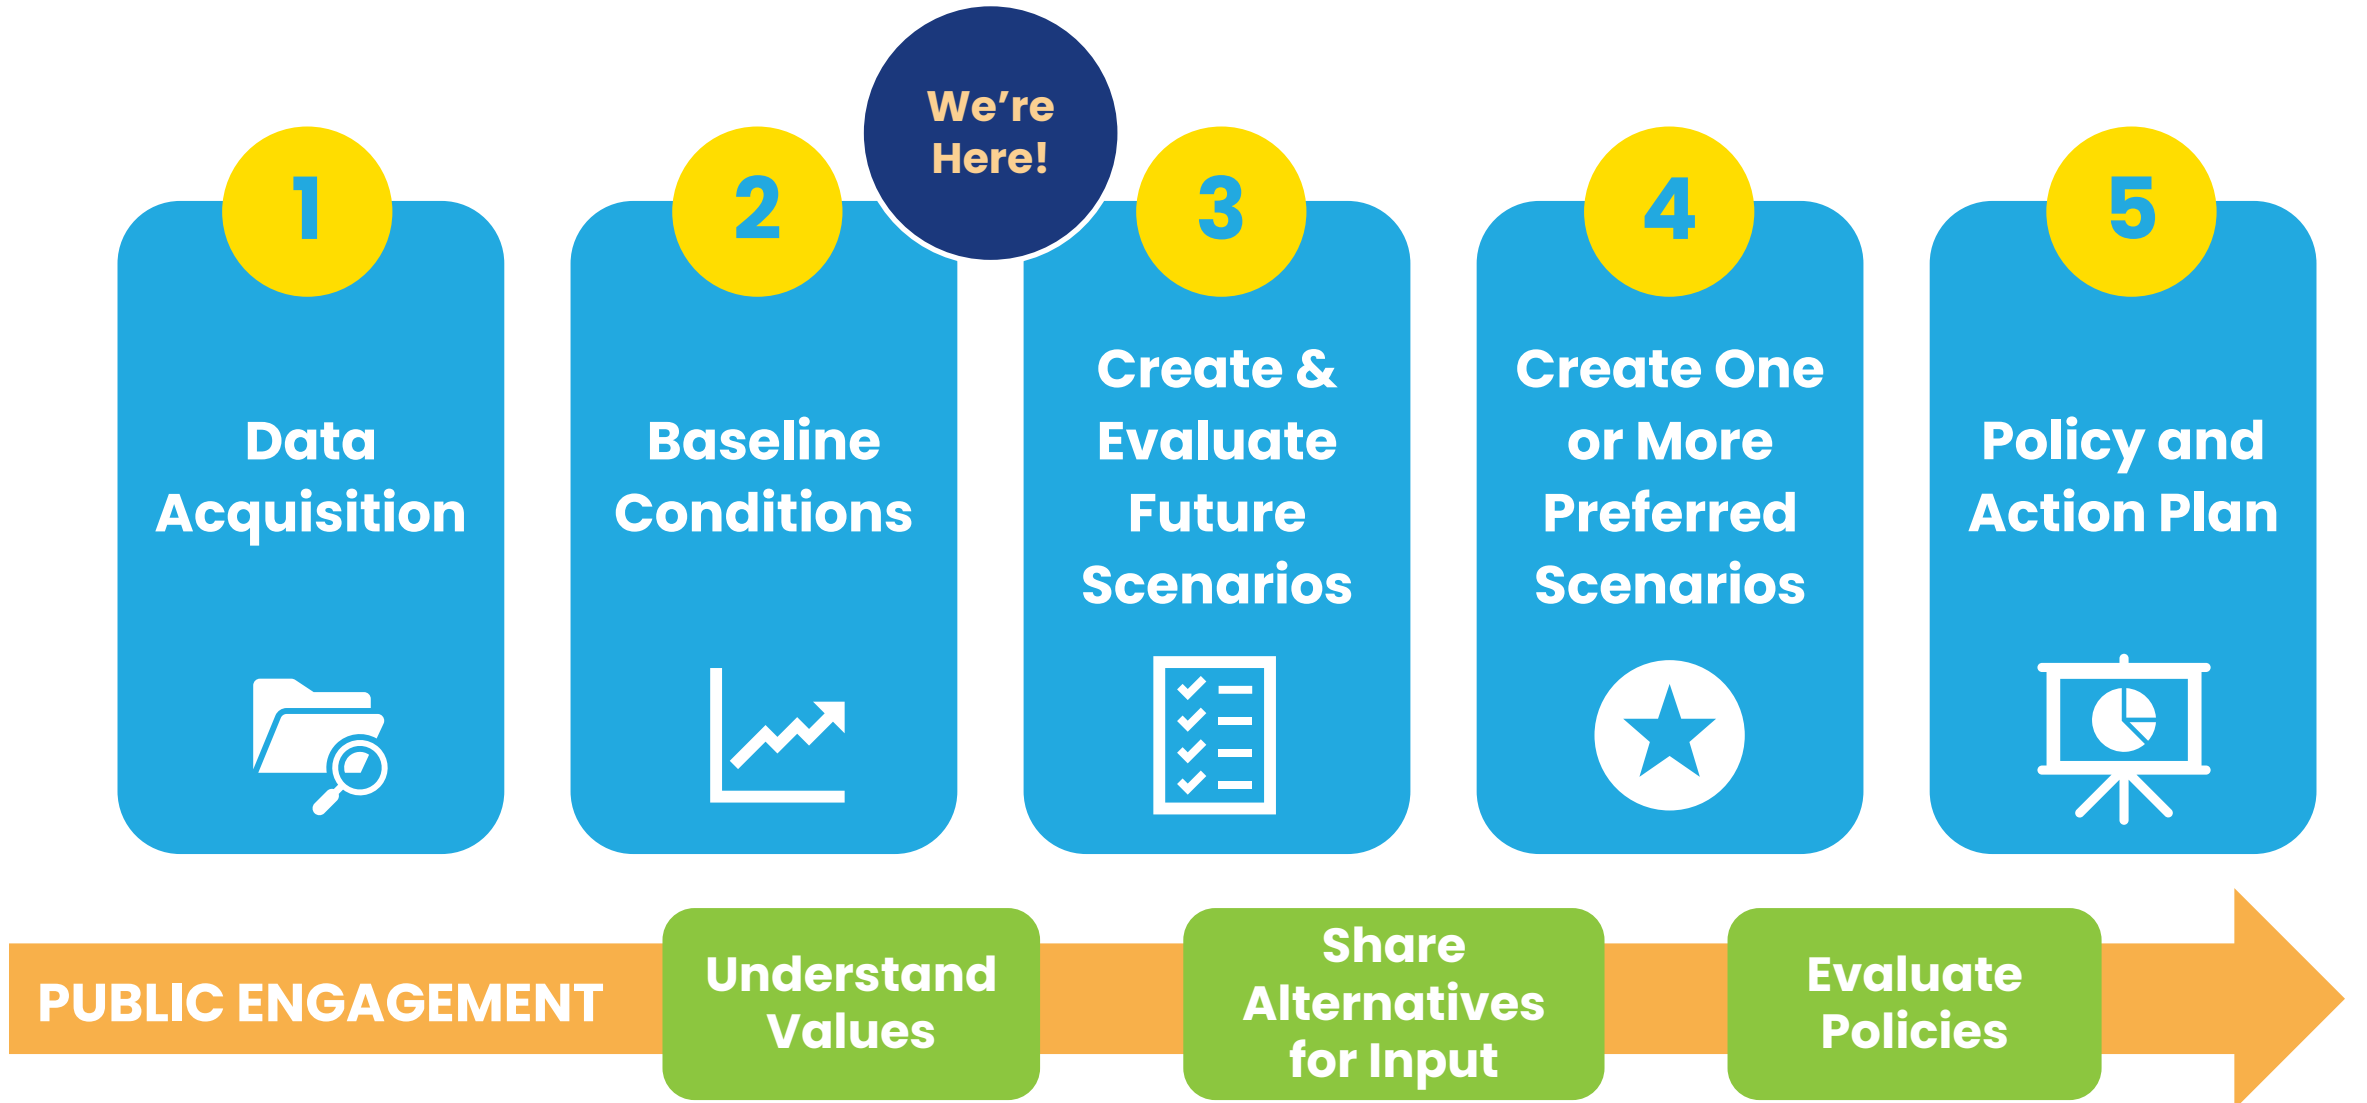 We’re
Here!
1
Data
Acquisition
2
Baseline
Conditions
3
Create &
Evaluate
Future
Scenarios
4
Create One
or More
Preferred
Scenarios
5
Policy and
Action Plan
PUBLIC ENGAGEMENT
Understand
Values
Share
Alternatives
for Input
Evaluate
Policies